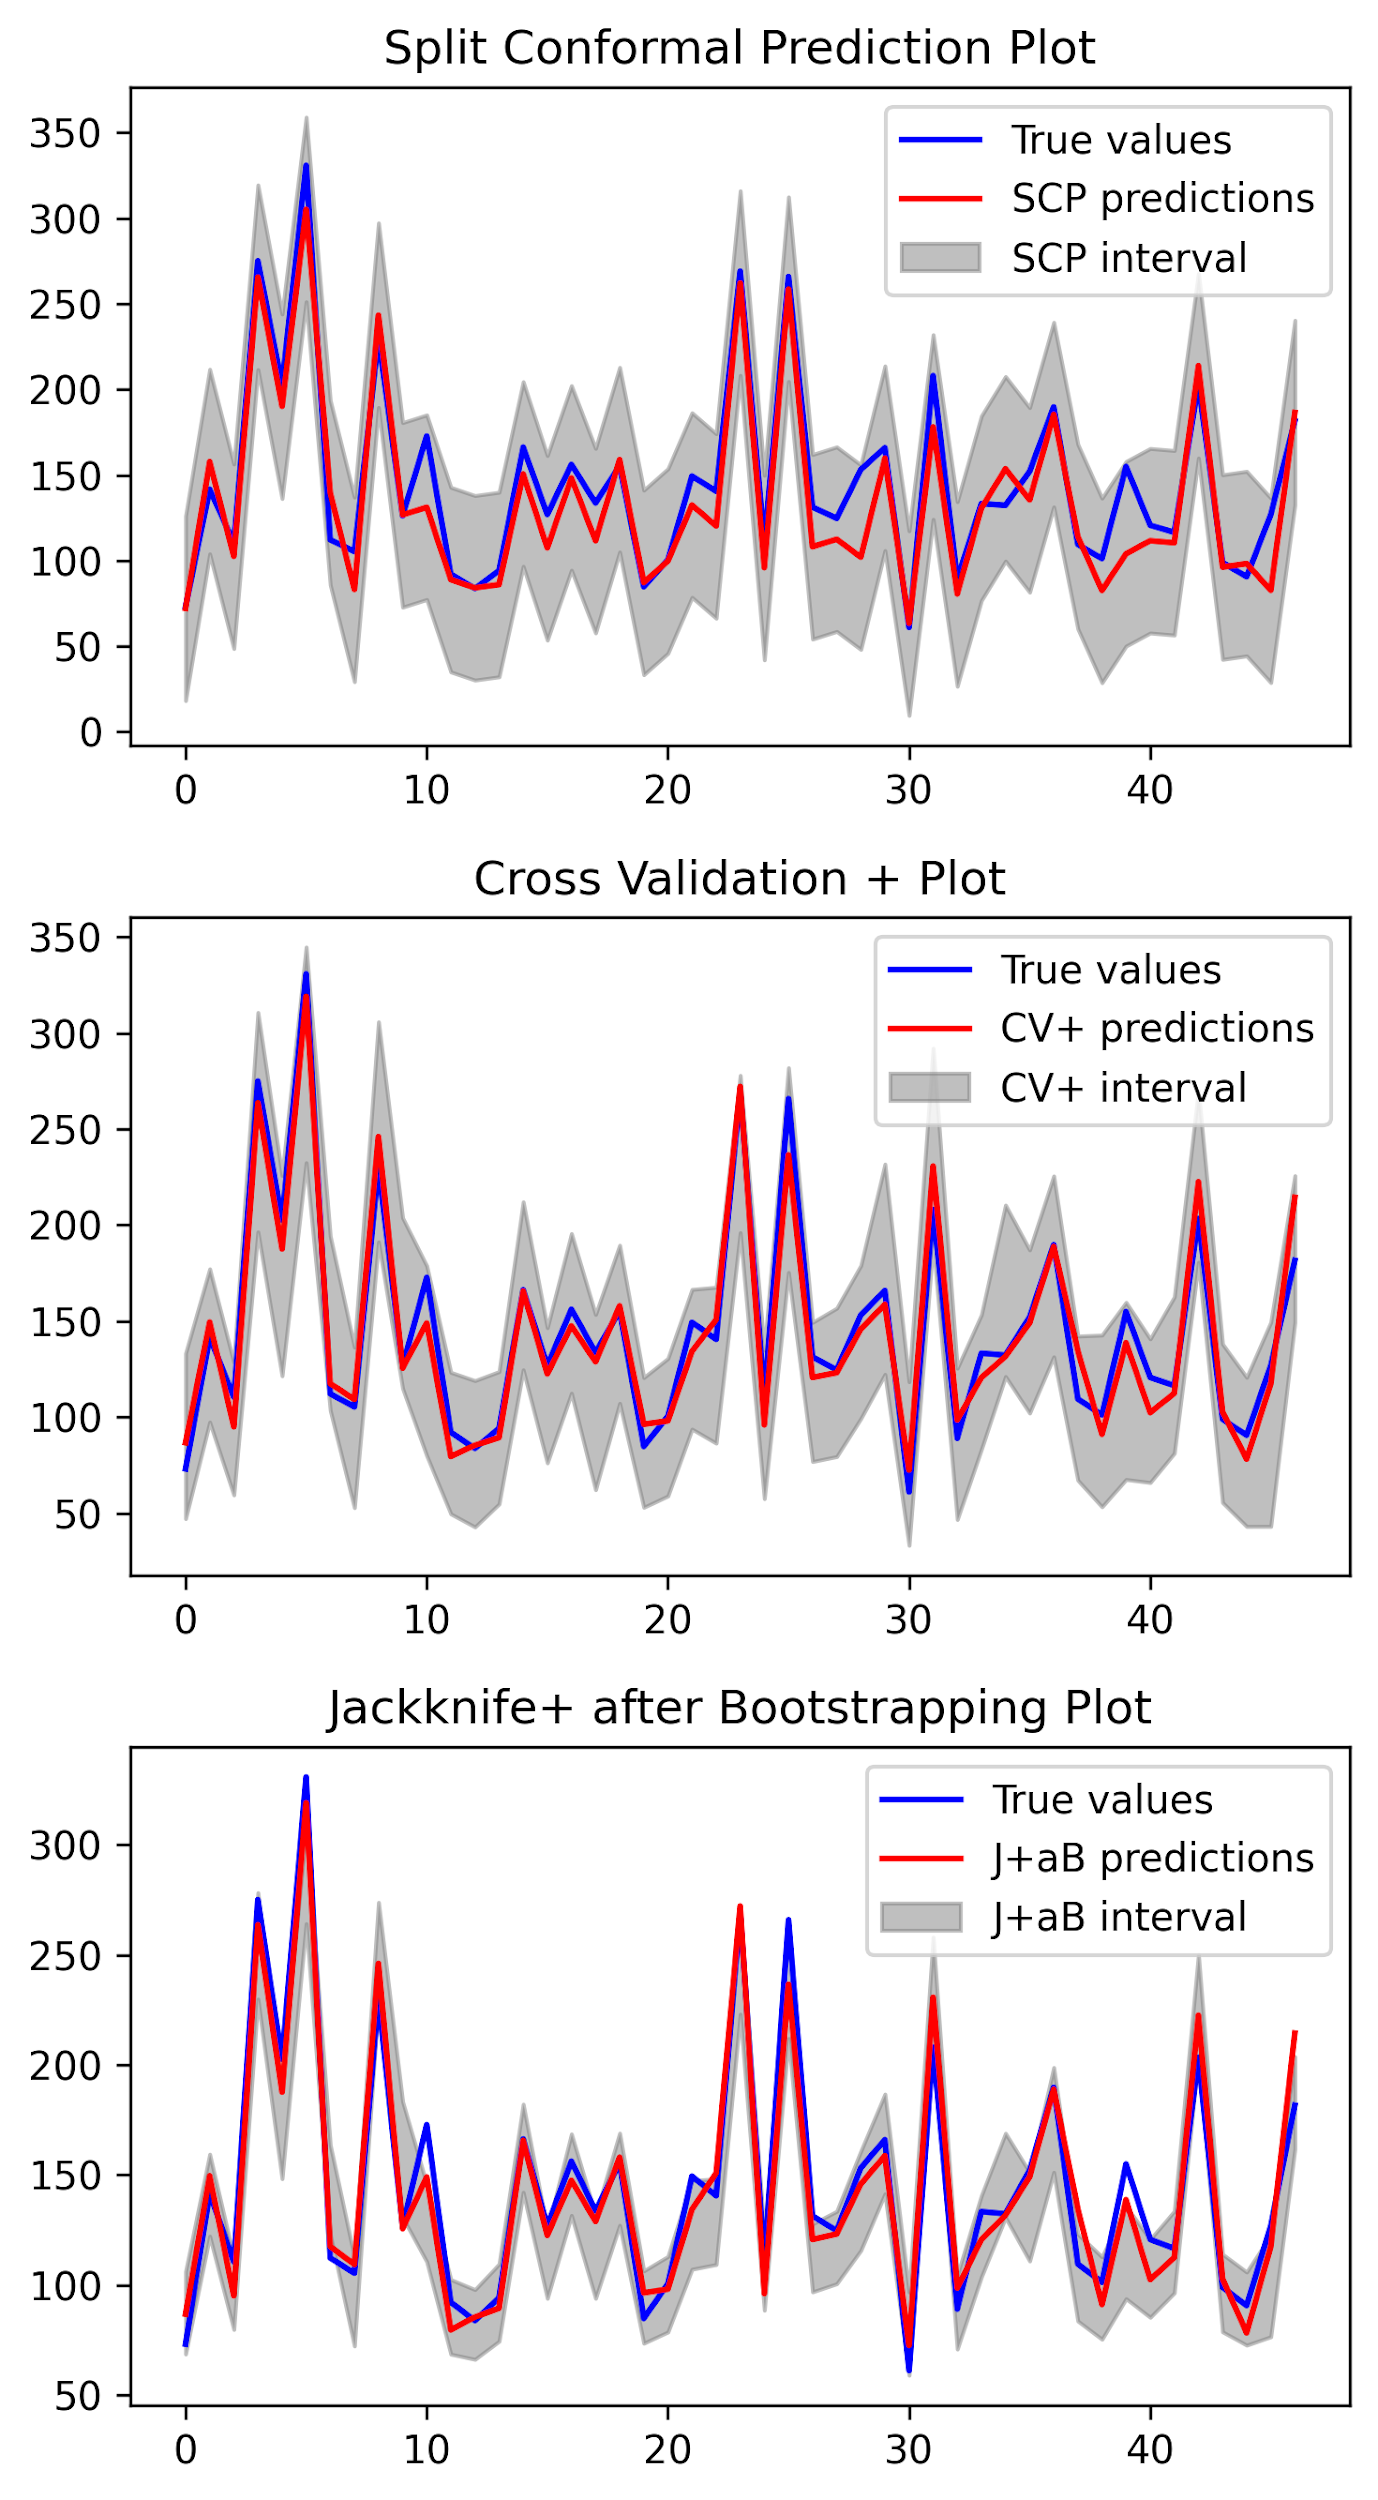 Split Conformal Prediction Plot
350
300
250
200
150
100
50
0
True values
SCP predictions
SCP interval
0 10 20 30 40
Cross Validation + Plot
350
300
250
200
150
100
50
True values
CV+ predictions
CV+ interval
0 10 20 30 40
Jackknife+ after Bootstrapping Plot
300
250
200
150
100
50
True values
J+aB predictions
J+aB interval
0 10 20 30 40